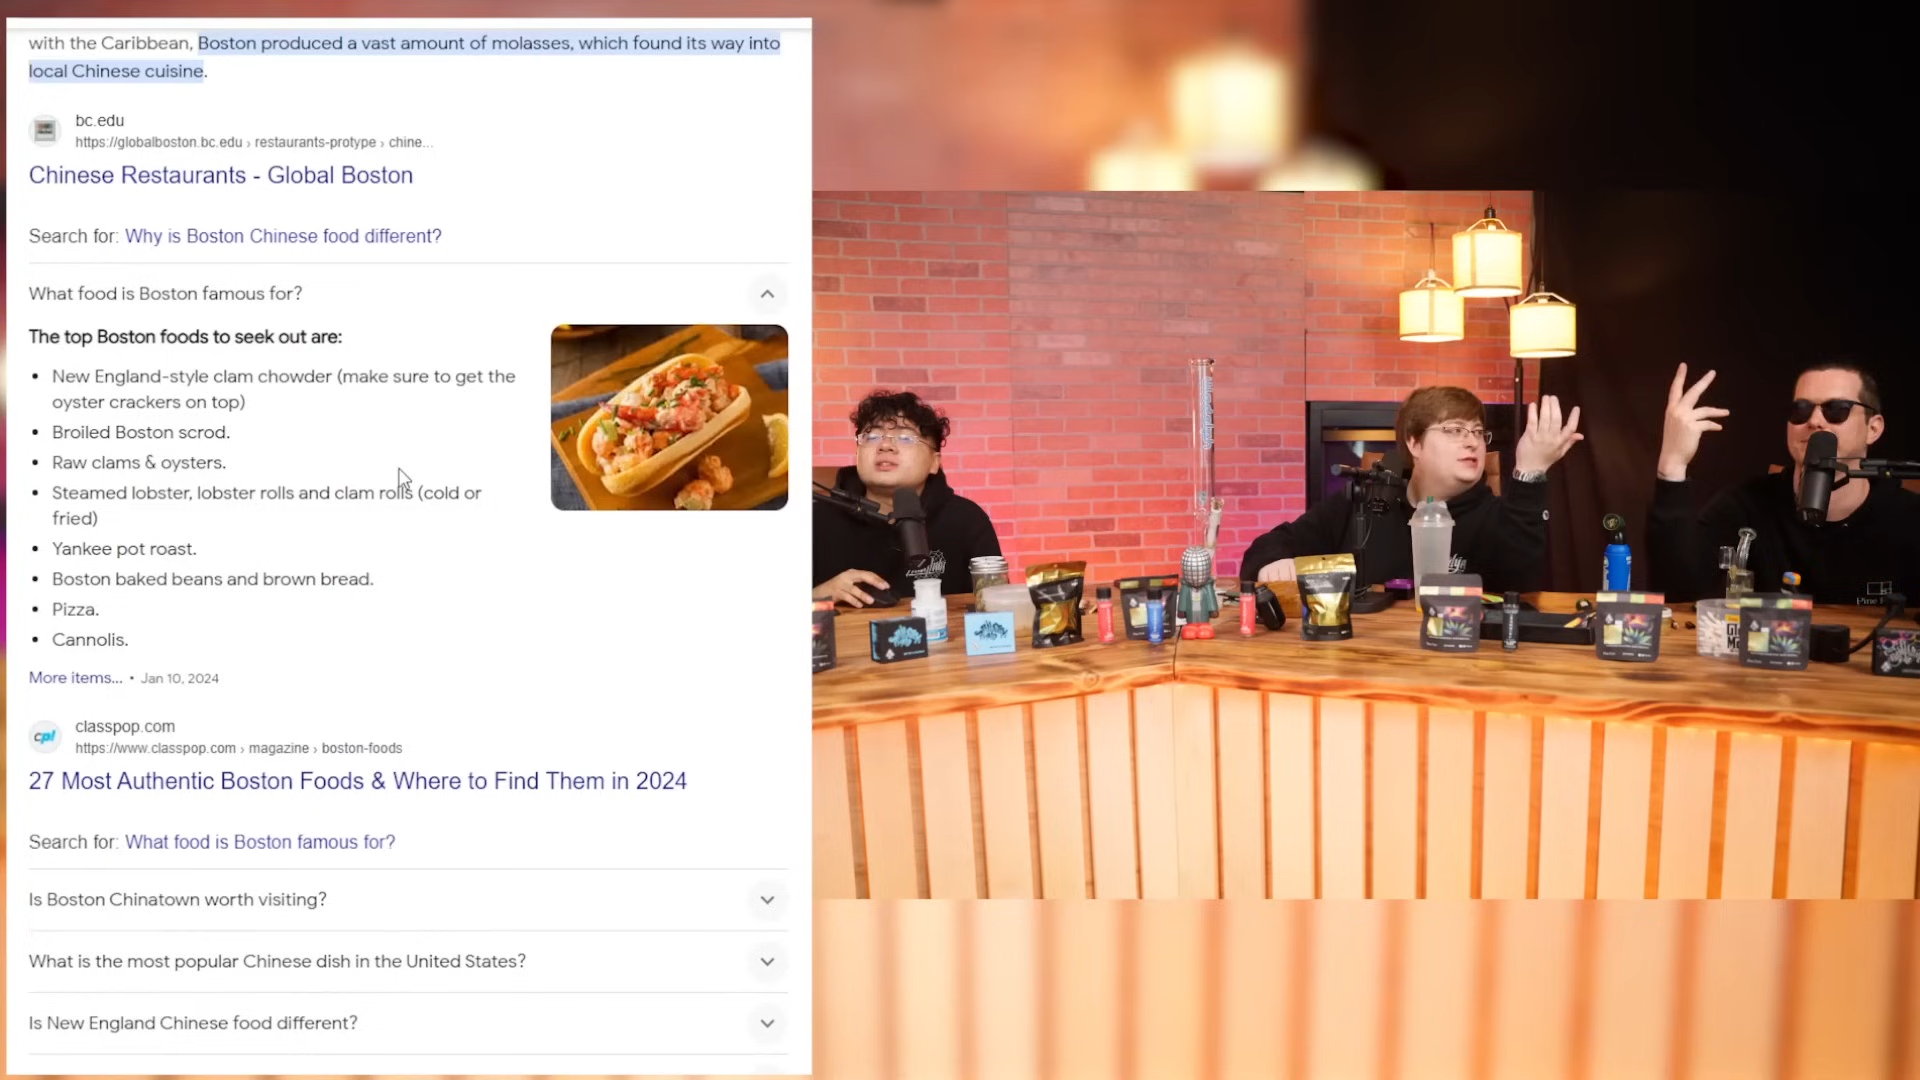 with the Caribbean, Boston produced a vast amount of molasses, which found its way into
local Chinese cuisine.
bc.edu
https://globalboston.bc.edu › restaurants-protype › chine...
Chinese Restaurants - Global Boston
Search for: Why is Boston Chinese food different?
What food is Boston famous for?
The top Boston foods to seek out are:
• New England-style clam chowder (make sure to get the
oyster crackers on top)
• Broiled Boston scrod.
• Raw clams & oysters.
• Steamed lobster, lobster rolls and clam rolls (cold or
fried)
• Yankee pot roast.
• Boston baked beans and brown bread.
• Pizza.
• Cannolis.
More items... • Jan 10, 2024
cp!
classpop.com
https://www.classpop.com › magazine › boston-foods
27 Most Authentic Boston Foods & Where to Find Them in 2024
Search for: What food is Boston famous for?
Is Boston Chinatown worth visiting?
What is the most popular Chinese dish in the United States?
Is New England Chinese food different?